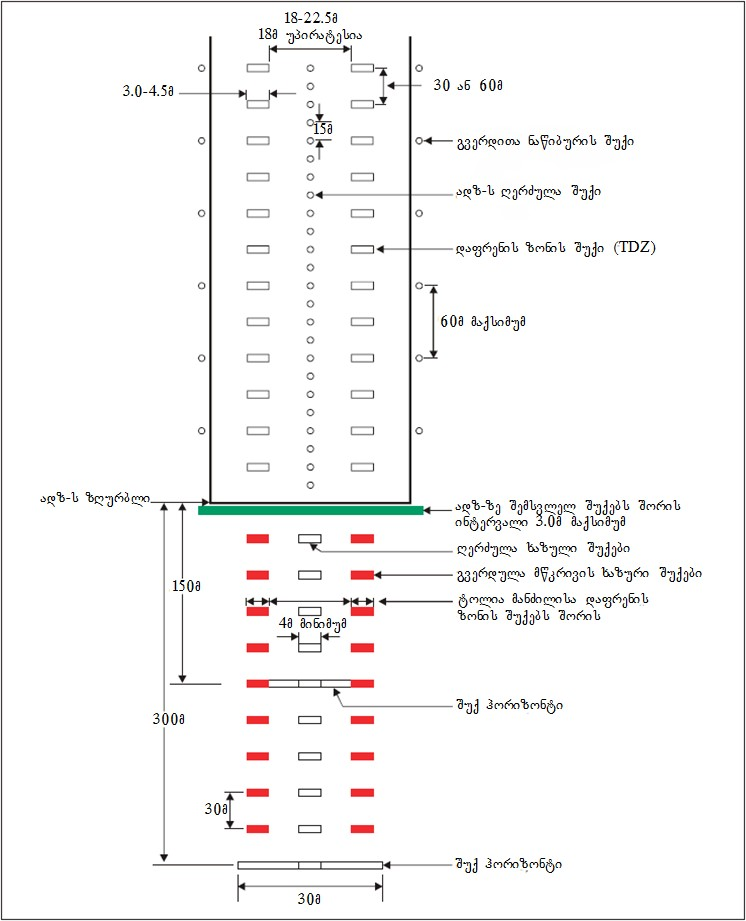 18-22.5მ
18მ უპირატესია
3.0-4.5მ
30 ან 60მ
15მ
გვერდითა ნაწიბურის შუქი
ადზ-ს ღერძულა შუქი
დაფრენის ზონის შუქი (TDZ)
60მ მაქსიმუმ
ადზ-ს ზღურბლი
ადზ-ზე შემსვლელ შუქებს შორის
ინტერვალი 3.0მ მაქსიმუმ
ღერძულა ხაზული შუქები
გვერდულა მწკრივის ხაზური შუქები
150მ
ტოლია მანძილისა დაფრენის
ზონის შუქებს შორის
4მ მინიმუმ
შუქ ჰორიზონტი
300მ
30მ
შუქ ჰორიზონტი
30მ